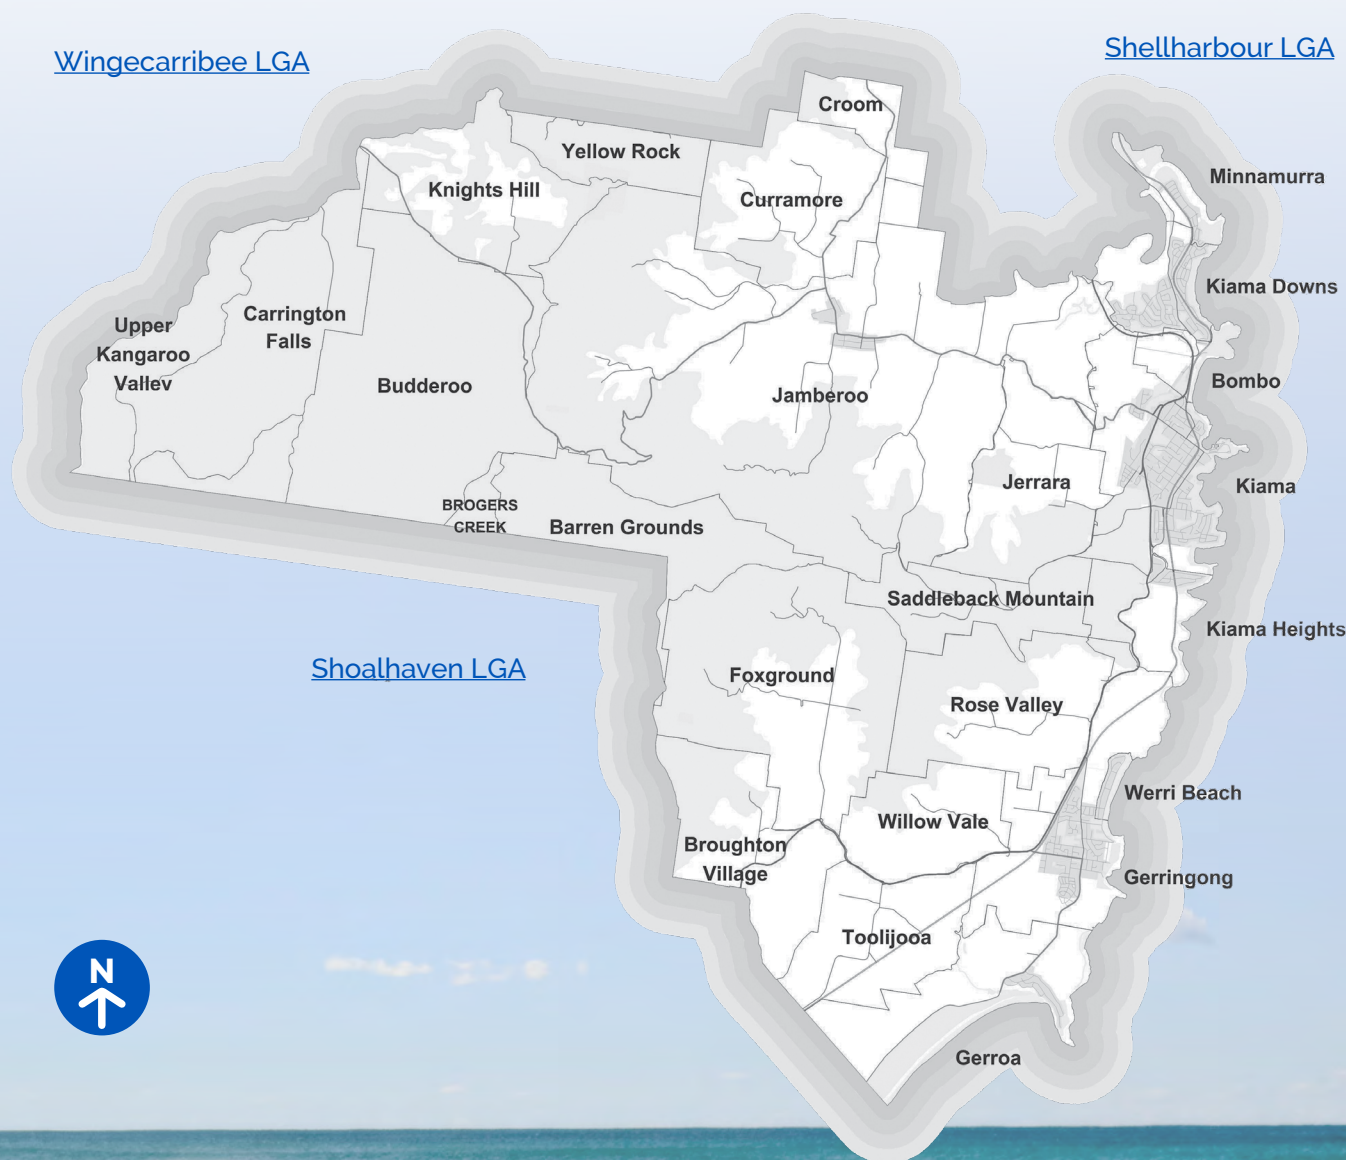 Wingecarribee LGA
Shellharbour LGA
Croom
Yellow Rock
Minnamurra
Knights Hill
Curramore
Kiama Downs
Carrington
Falls
Upper
Kangaroo
Valley
Budderoo
Bombo
Jamberoo
Jerrara
Kiama
BROGERS
CREEK
Barren Grounds
Saddleback Mountain
Kiama Heights
Shoalhaven LGA
Foxground
Rose Valley
Werri Beach
Willow Vale
Broughton
Village
Gerringong
Toolijooa
N
Gerroa